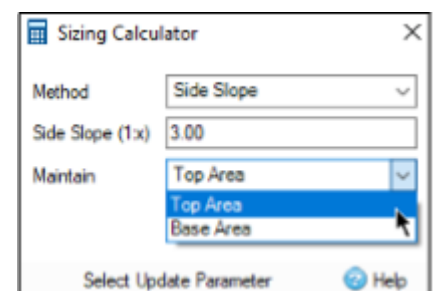 Sizing Calculator
Method Side Slope
Side Slope (1:x) 3.00
Maintain Top Area
Top Area
Base Area
Select Update Parameter Help